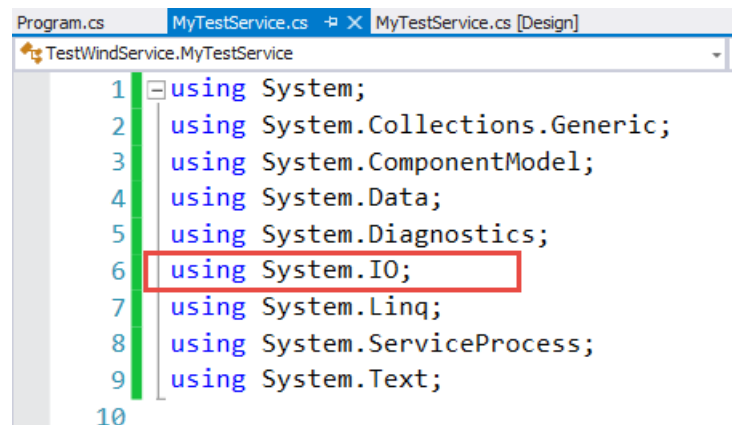 Program.cs MyTestService.cs MyTestService.cs [Design]
TestWindService.MyTestService
1 using System;
2 using System.Collections.Generic;
3 using System.ComponentModel;
4 using System.Data;
5 using System.Diagnostics;
6 using System.IO;
7 using System.Linq;
8 using System.ServiceProcess;
9 using System.Text;
10